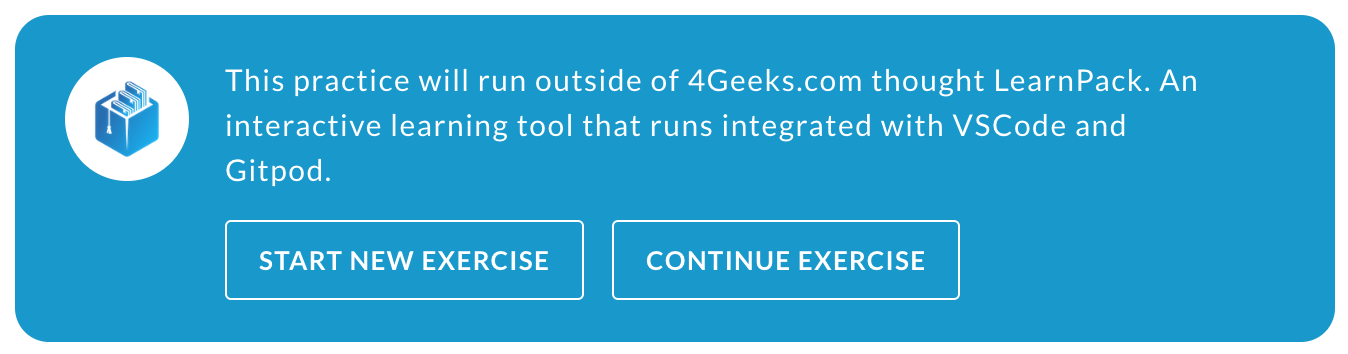 This practice will run outside of 4Geeks.com thought LearnPack. An
interactive learning tool that runs integrated with VSCode and
Gitpod.
START NEW EXERCISE
CONTINUE EXERCISE